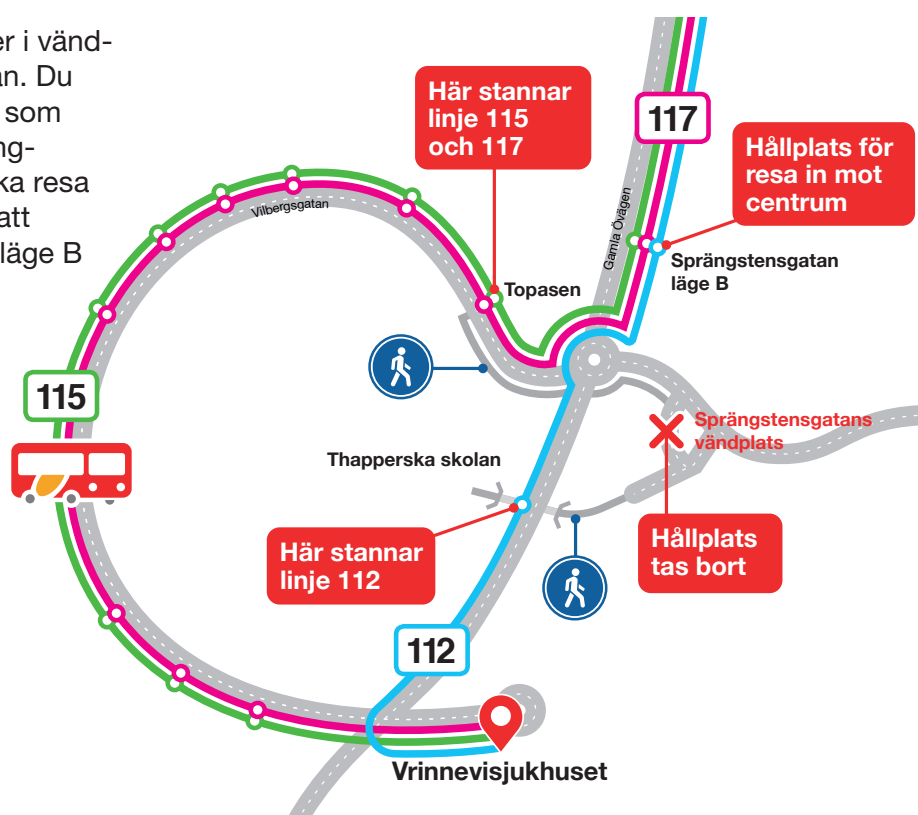 er i vänd-
an. Du
som
ng-
ka resa
att
läge B
Här stannar
linje 115
och 117
117
Hållplats för
resa in mot
centrum
Vilbergsgatan
Gamla Övägen
Sprängstensgatan
läge B
Topasen
115
Sprängstensgatans
vändplats
Thapperska skolan
Här stannar
linje 112
Hållplats
tas bort
112
Vrinnevisjukhuset